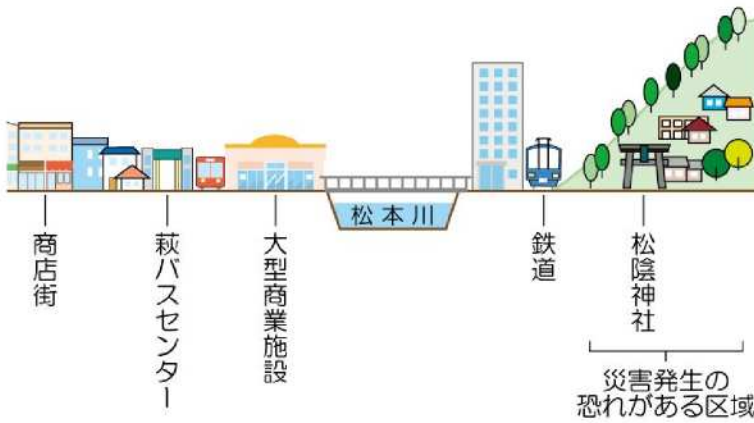 松本川
商店街
萩バスセンター
大型商業施設
鉄道
松陰神社
災害発生の
恐れがある区域